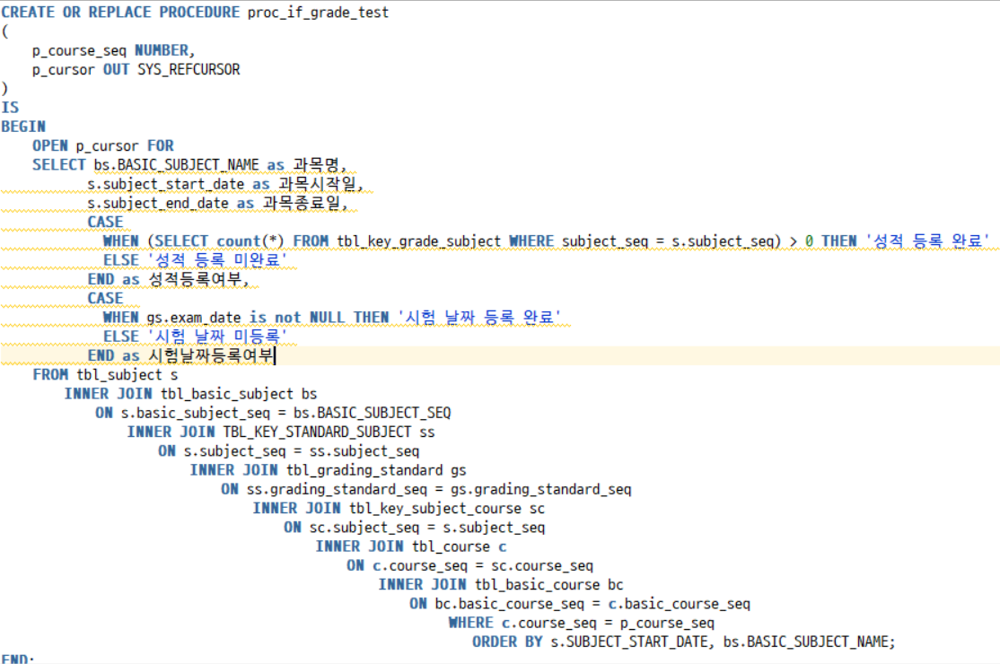 CREATE OR REPLACE PROCEDURE proc_if_grade_test
(
    p_course_seq NUMBER,
    p_cursor OUT SYS_REFCURSOR
)
IS
BEGIN
    OPEN p_cursor FOR
    SELECT bs.BASIC_SUBJECT_NAME as 과목명,
           s.subject_start_date as 과목시작일,
           s.subject_end_date as 과목종료일,
           CASE
             WHEN (SELECT count(*) FROM tbl_key_grade_subject WHERE subject_seq = s.subject_seq) > 0 THEN '성적 등록 완료'
             ELSE '성적 등록 미완료'
           END as 성적등록여부,
           CASE
             WHEN gs.exam_date is not NULL THEN '시험 날짜 등록 완료'
             ELSE '시험 날짜 미등록'
           END as 시험날짜등록여부
    FROM tbl_subject s
        INNER JOIN tbl_basic_subject bs
            ON s.basic_subject_seq = bs.BASIC_SUBJECT_SEQ
                INNER JOIN TBL_KEY_STANDARD_SUBJECT ss
                    ON s.subject_seq = ss.subject_seq
                        INNER JOIN tbl_grading_standard gs
                            ON ss.grading_standard_seq = gs.grading_standard_seq
                                INNER JOIN tbl_key_subject_course sc
                                    ON sc.subject_seq = s.subject_seq
                                        INNER JOIN tbl_course c
                                            ON c.course_seq = sc.course_seq
                                                INNER JOIN tbl_basic_course bc
                                                    ON bc.basic_course_seq = c.basic_course_seq
                                                         WHERE c.course_seq = p_course_seq
                                                            ORDER BY s.SUBJECT_START_DATE, bs.BASIC_SUBJECT_NAME;
END;